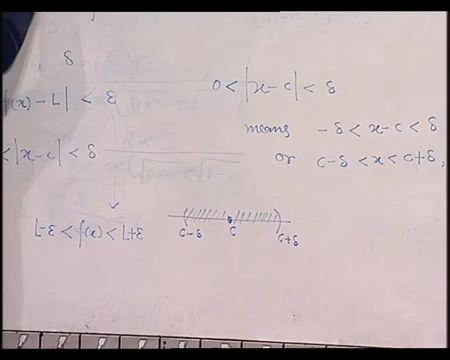 δ
f(x) - L| < ε
< |x - c| < δ
L-ε < f(x) < L+ε
0 < |x - c| < δ
means -δ < x - c < δ
or c-δ < x < c+δ,
c-δ c c+δ